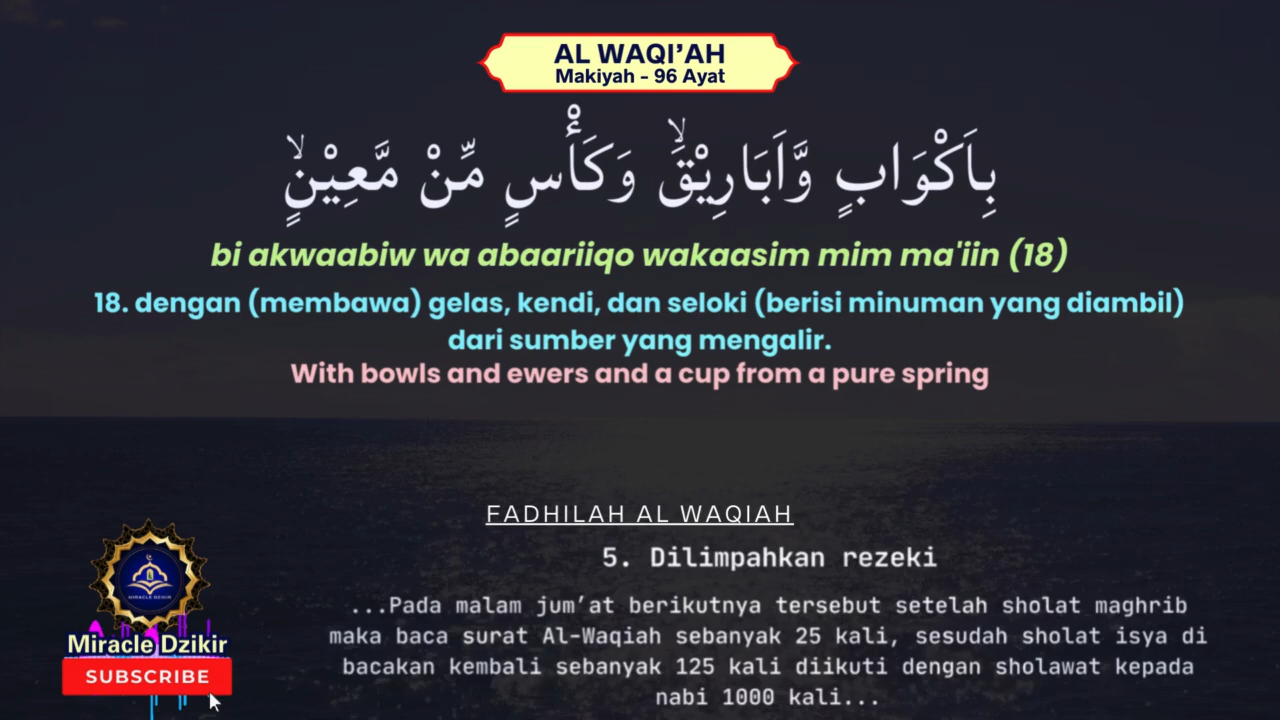 AL WAQI’AH
Makiyah - 96 Ayat
بِاَكْوَابٍ وَّاَبَارِيْقَۙ وَكَأْسٍ مِّنْ مَّعِيْنٍۙ
bi akwaabiw wa abaariiqo wakaasim mim ma'iin (18)
18. dengan (membawa) gelas, kendi, dan seloki (berisi minuman yang diambil)
dari sumber yang mengalir.
With bowls and ewers and a cup from a pure spring
FADHILAH AL WAQIAH
5. Dilimpahkan rezeki
...Pada malam jum’at berikutnya tersebut setelah sholat maghrib
maka baca surat Al-Waqiah sebanyak 25 kali, sesudah sholat isya di
bacakan kembali sebanyak 125 kali diikuti dengan sholawat kepada
nabi 1000 kali...
MIRACLE DZIKIR
Miracle Dzikir
SUBSCRIBE